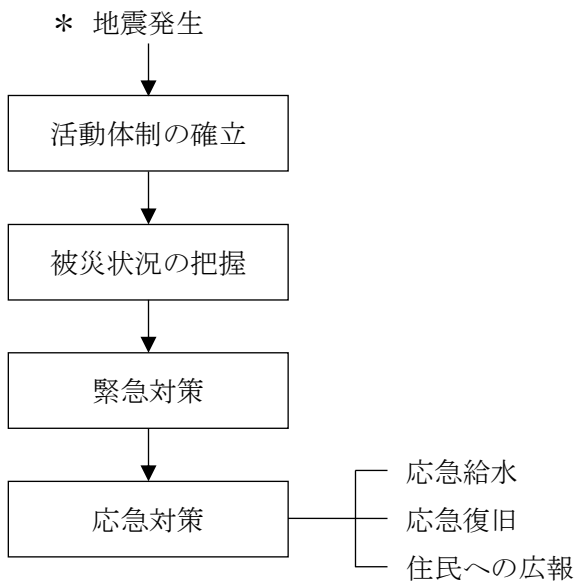 ＊ 地震発生
活動体制の確立
被災状況の把握
緊急対策
応急対策
応急給水
応急復旧
住民への広報